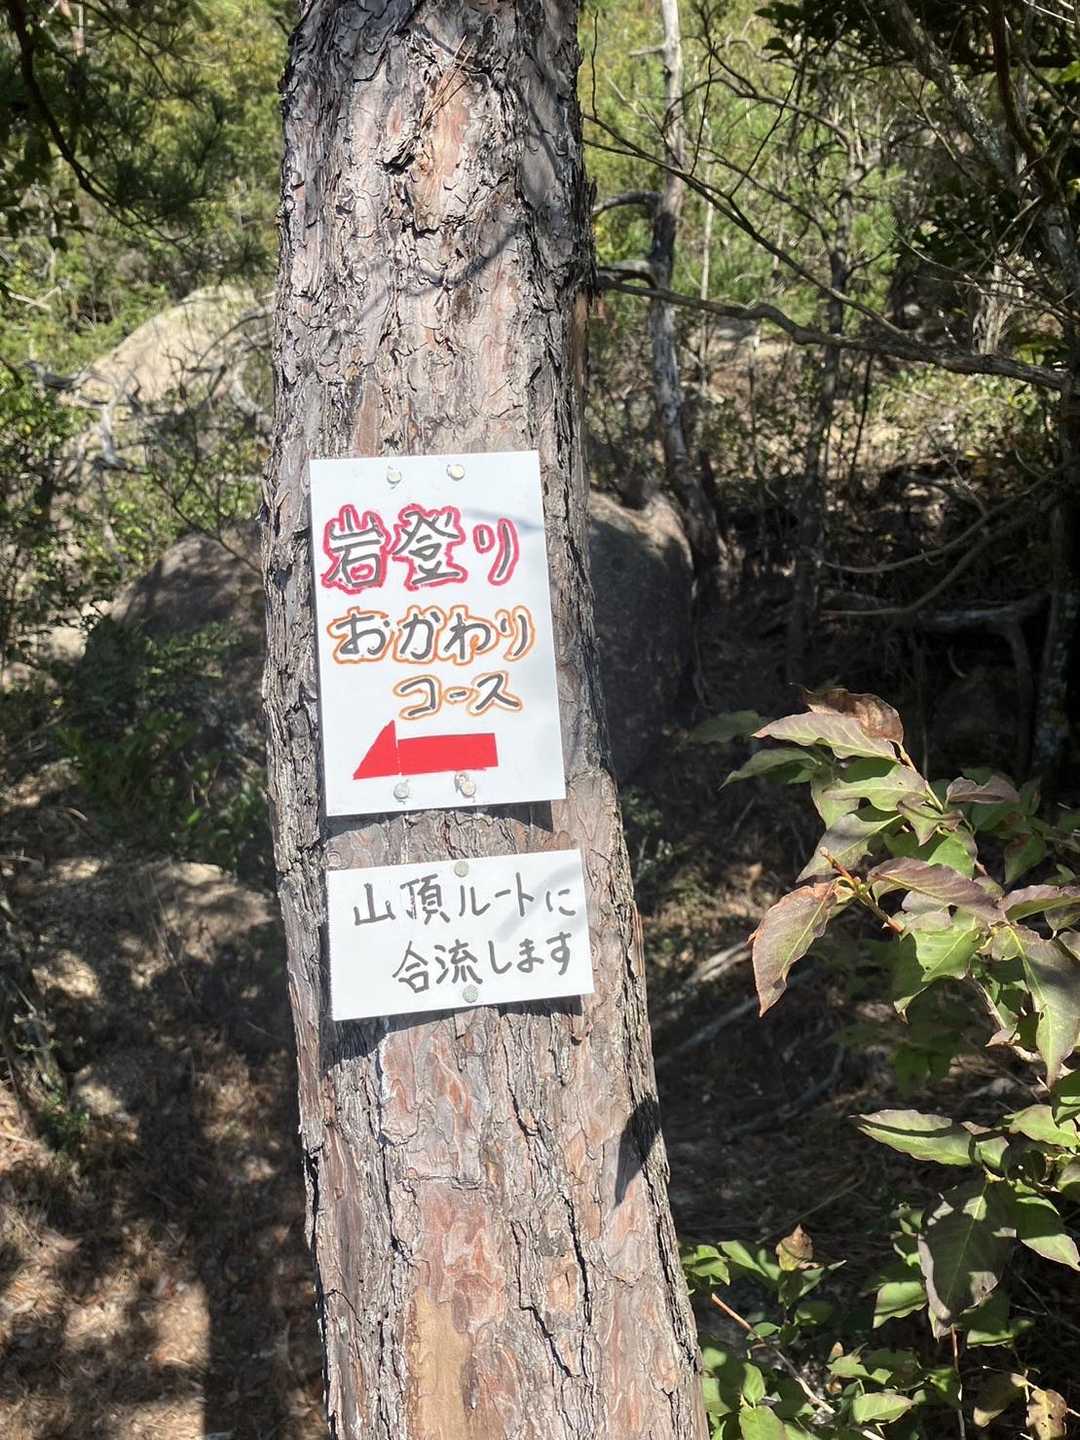 岩登り
おかわり
コース
山頂ルートに
合流します